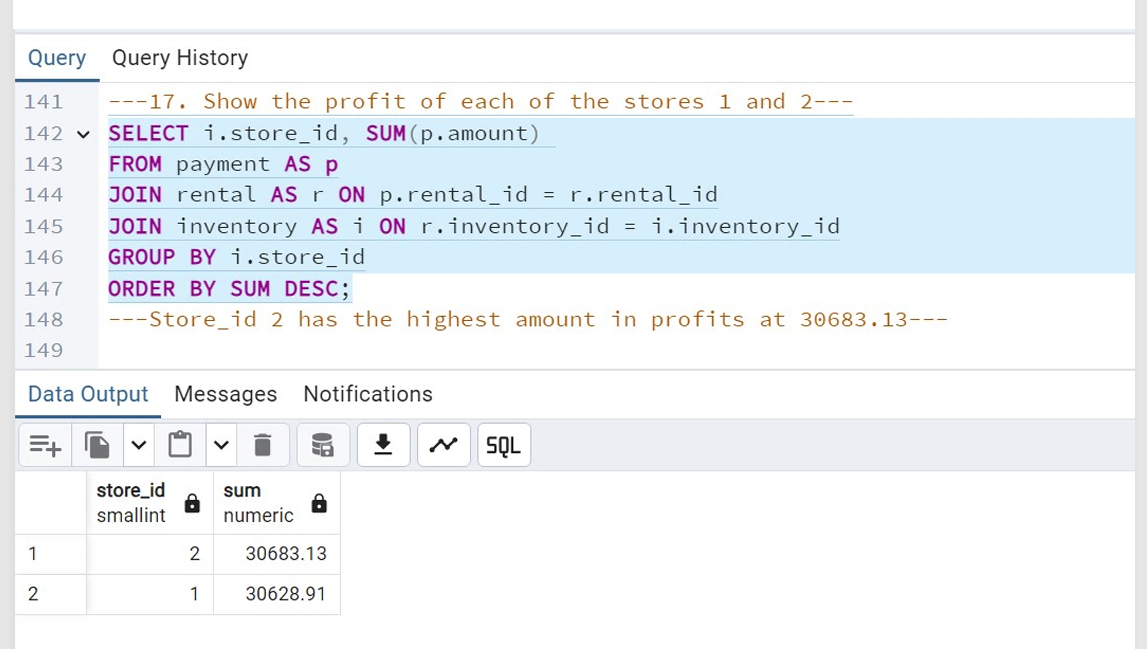 Query Query History
141 ---17. Show the profit of each of the stores 1 and 2---
142 SELECT i.store_id, SUM(p.amount)
143 FROM payment AS p
144 JOIN rental AS r ON p.rental_id = r.rental_id
145 JOIN inventory AS i ON r.inventory_id = i.inventory_id
146 GROUP BY i.store_id
147 ORDER BY SUM DESC;
148 ---Store_id 2 has the highest amount in profits at 30683.13---
149
Data Output Messages Notifications
SQL
store_id sum
smallint numeric
1 2 30683.13
2 1 30628.91